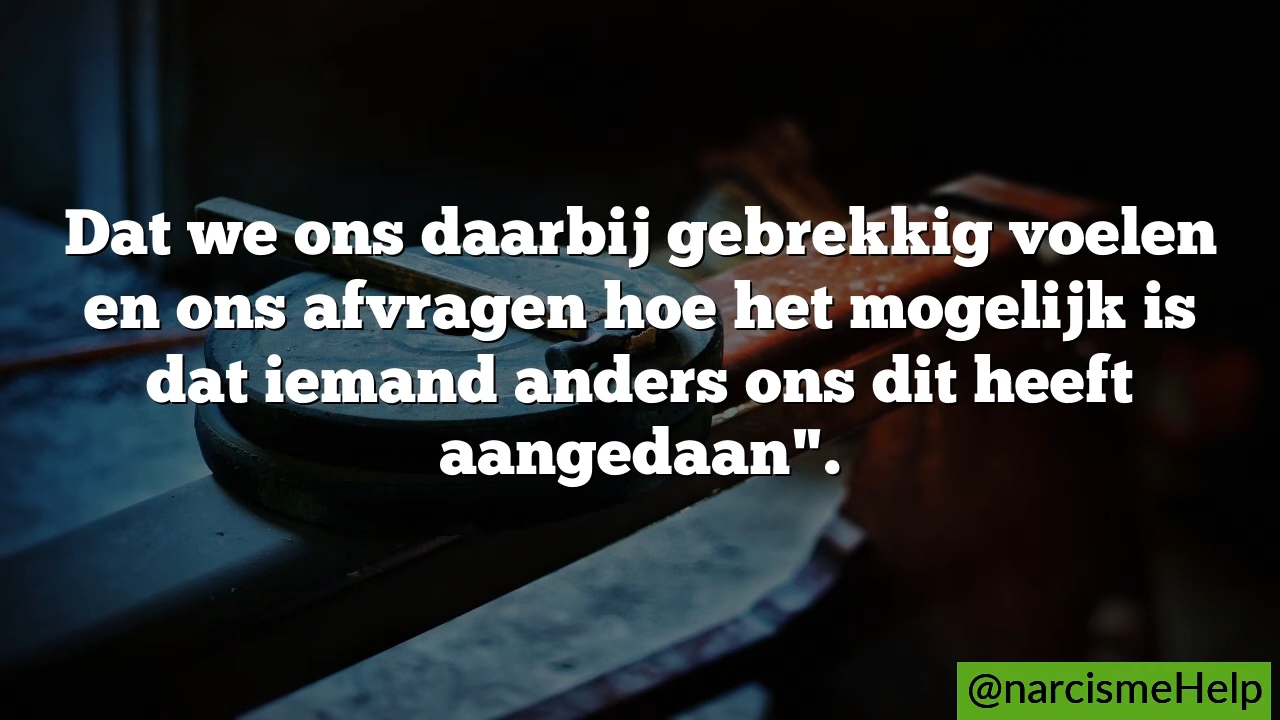 Dat we ons daarbij gebrekkig voelen
en ons afvragen hoe het mogelijk is
dat iemand anders ons dit heeft
aangedaan".
@narcismeHelp